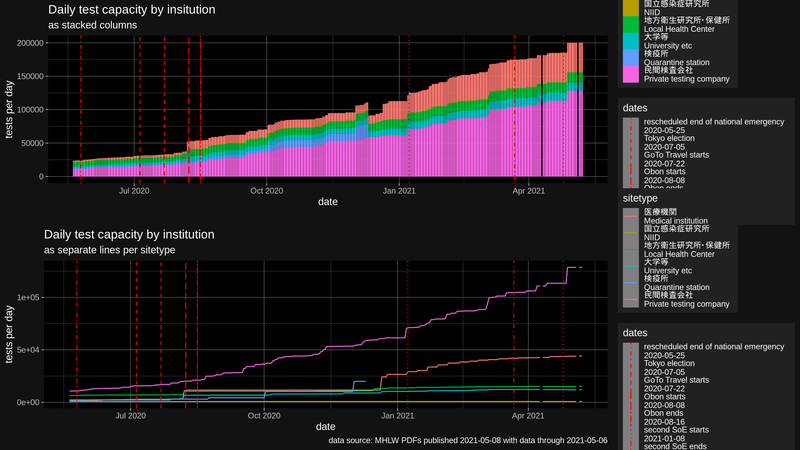 Daily test capacity by insitution
as stacked columns
200000
150000
100000
50000
0
tests per day
Jul 2020
Oct 2020
Jan 2021
Apr 2021
date
国立感染症研究所
NIID
地方衛生研究所・保健所
Local Health Center
大学等
University etc
検疫所
Quarantine station
民間検査会社
Private testing company
dates
rescheduled end of national emergency
2020-05-25
Tokyo election
2020-07-05
GoTo Travel starts
2020-07-22
Obon starts
2020-08-08
Obon ends
sitetype
医療機関
Medical institution
国立感染症研究所
NIID
地方衛生研究所・保健所
Local Health Center
大学等
University etc
検疫所
Quarantine station
民間検査会社
Private testing company
Daily test capacity by institution
as separate lines per sitetype
1e+05
5e+04
0e+00
tests per day
Jul 2020
Oct 2020
Jan 2021
Apr 2021
date
data source: MHLW PDFs published 2021-05-08 with data through 2021-05-06
dates
rescheduled end of national emergency
2020-05-25
Tokyo election
2020-07-05
GoTo Travel starts
2020-07-22
Obon starts
2020-08-08
Obon ends
2020-08-16
second SoE starts
2021-01-08
second SoE ends